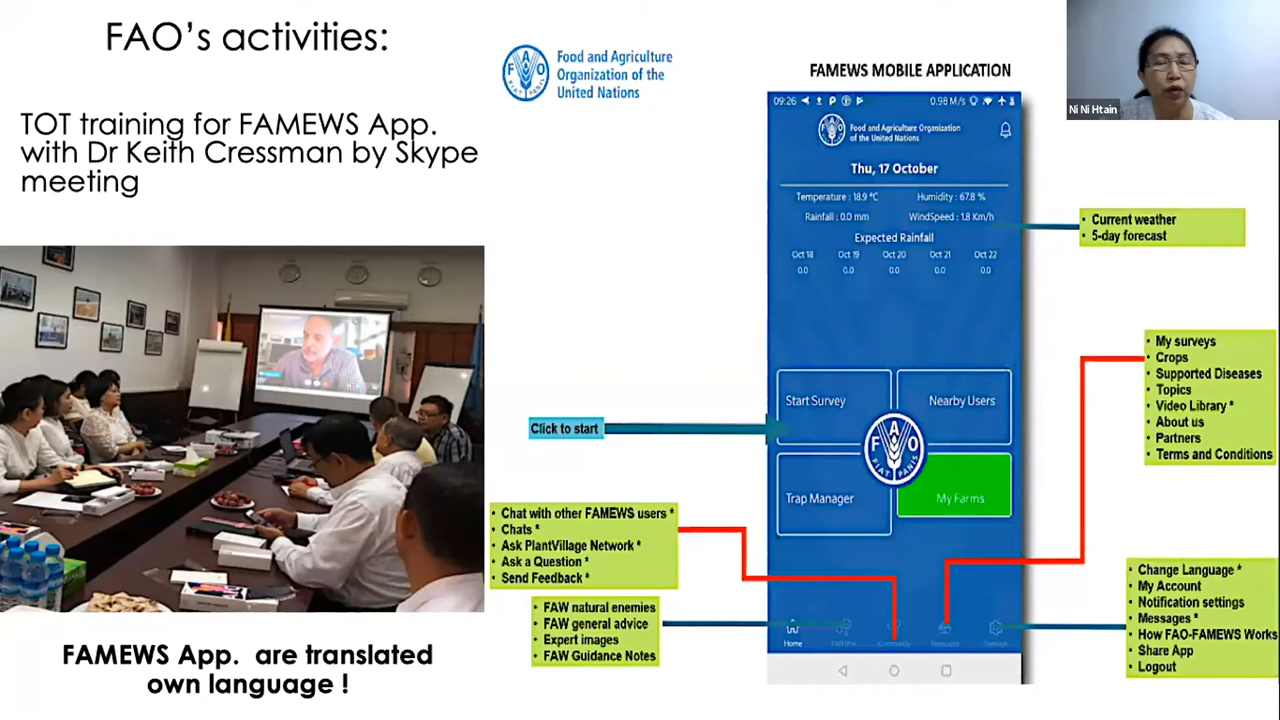 FAO's activities:
TOT training for FAMEWS App.
with Dr Keith Cressman by Skype
meeting
FAMEWS App. are translated
own language !
Food and Agriculture
Organization of the
United Nations
FAMEWS MOBILE APPLICATION
09:26
0.98 M/s
Food and Agriculture Organization
of the United Nations
Thu, 17 October
Temperature : 18.9 °C Humidity : 67.8 %
Rainfall : 0.0 mm WindSpeed : 1.8 Km/h
Expected Rainfall
Oct 18 Oct 19 Oct 20 Oct 21 Oct 22
0.0 0.0 0.0 0.0 0.0
Start Survey
Nearby Users
FAO
FIAT PANIS
Trap Manager
My Farms
Home
Click to start
• Chat with other FAMEWS users *
• Chats *
• Ask PlantVillage Network *
• Ask a Question *
• Send Feedback *
• FAW natural enemies
• FAW general advice
• Expert images
• FAW Guidance Notes
• Current weather
• 5-day forecast
• My surveys
• Crops
• Supported Diseases
• Topics
• Video Library *
• About us
• Partners
• Terms and Conditions
• Change Language *
• My Account
• Notification settings
• Messages *
• How FAO-FAMEWS Works
• Share App
• Logout
Ni Ni Htain